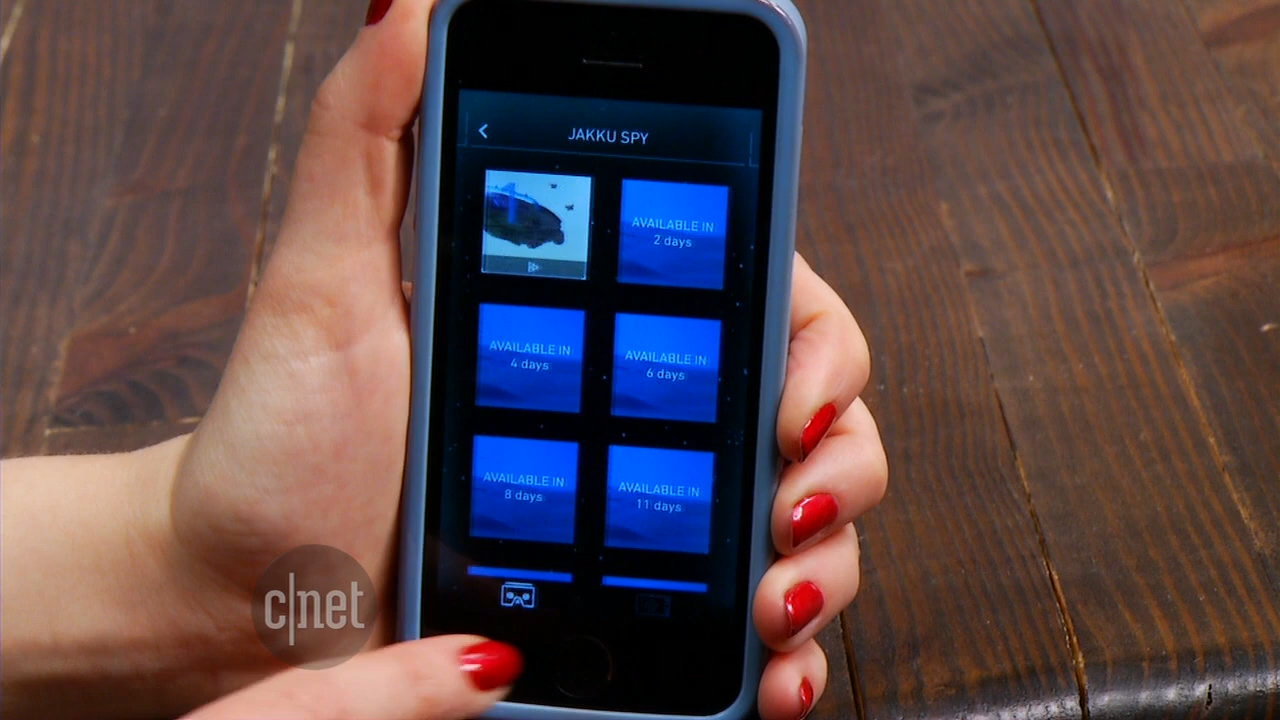 JAKKU SPY
AVAILABLE IN
2 days
AVAILABLE IN
4 days
AVAILABLE IN
6 days
AVAILABLE IN
8 days
AVAILABLE IN
11 days
c|net